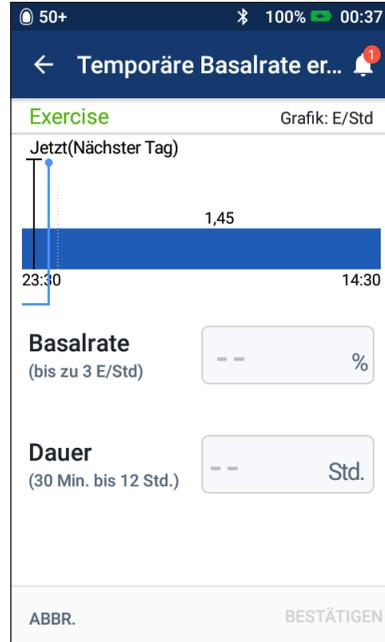 50+ 100% 00:37
Temporäre Basalrate er...
1
Exercise Grafik: E/Std
Jetzt(Nächster Tag)
1,45
23:30 14:30
Basalrate
(bis zu 3 E/Std)
-- %
Dauer
(30 Min. bis 12 Std.)
-- Std.
ABBR. BESTÄTIGEN